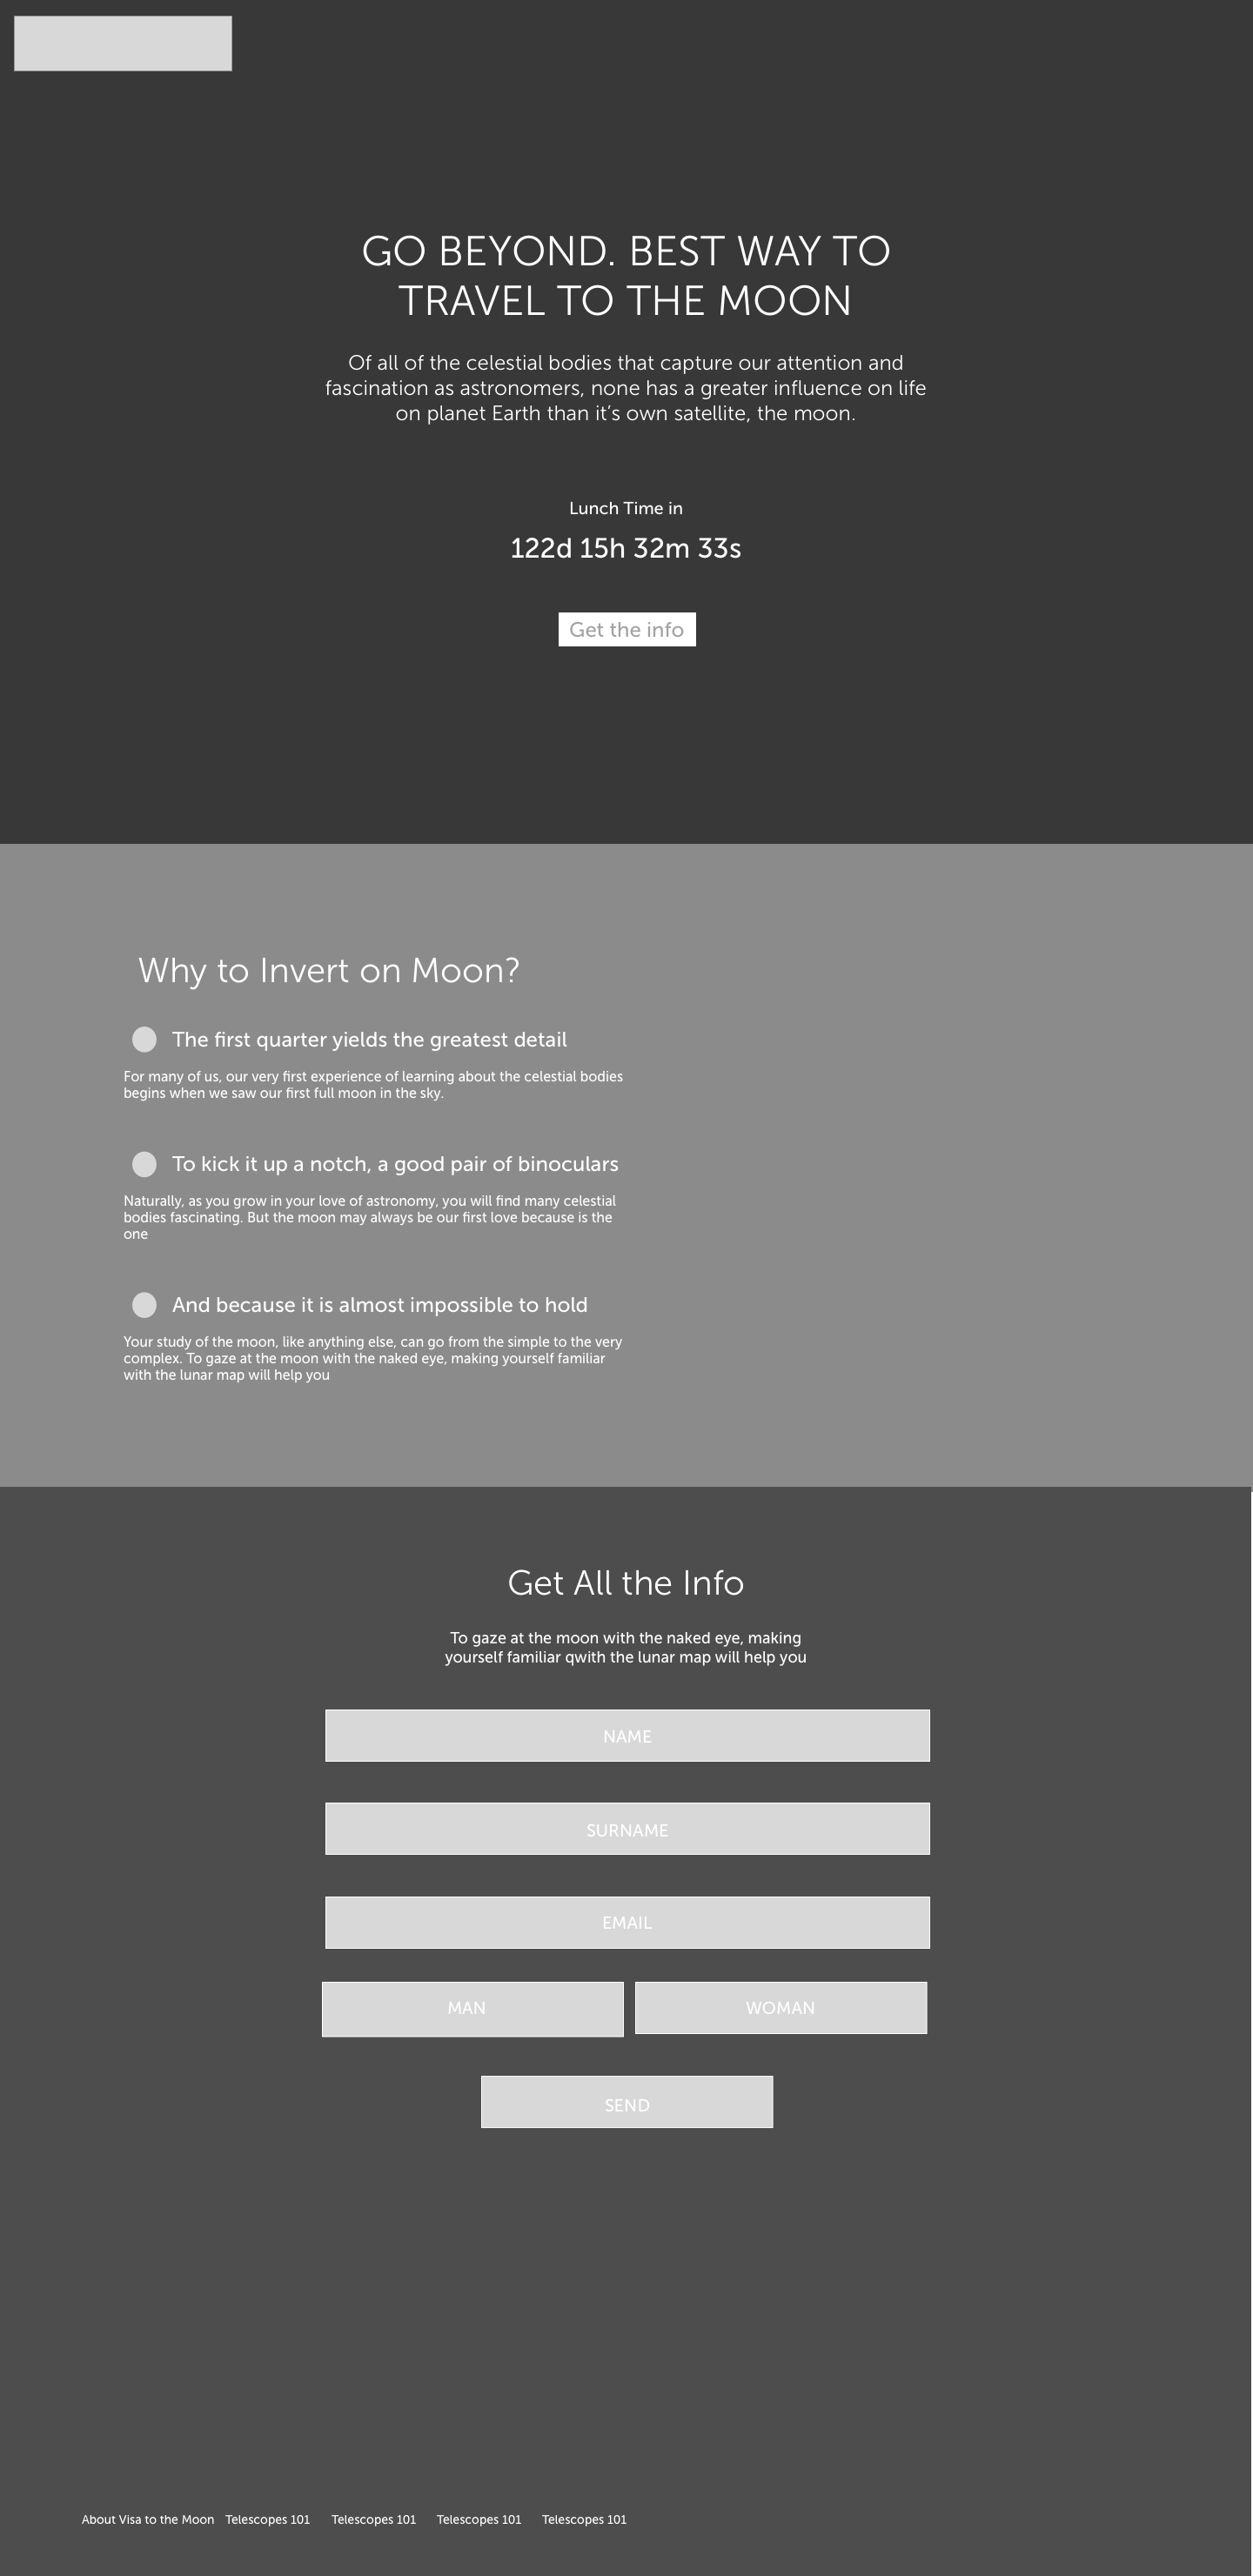 GO BEYOND. BEST WAY TO
TRAVEL TO THE MOON
Of all of the celestial bodies that capture our attention and
fascination as astronomers, none has a greater influence on life
on planet Earth than it’s own satellite, the moon.
Lunch Time in
122d 15h 32m 33s
Get the info
Why to Invert on Moon?
The first quarter yields the greatest detail
For many of us, our very first experience of learning about the celestial bodies
begins when we saw our first full moon in the sky.
To kick it up a notch, a good pair of binoculars
Naturally, as you grow in your love of astronomy, you will find many celestial
bodies fascinating. But the moon may always be our first love because is the
one
And because it is almost impossible to hold
Your study of the moon, like anything else, can go from the simple to the very
complex. To gaze at the moon with the naked eye, making yourself familiar
with the lunar map will help you
Get All the Info
To gaze at the moon with the naked eye, making
yourself familiar qwith the lunar map will help you
NAME
SURNAME
EMAIL
MAN WOMAN
SEND
About Visa to the Moon Telescopes 101 Telescopes 101 Telescopes 101 Telescopes 101